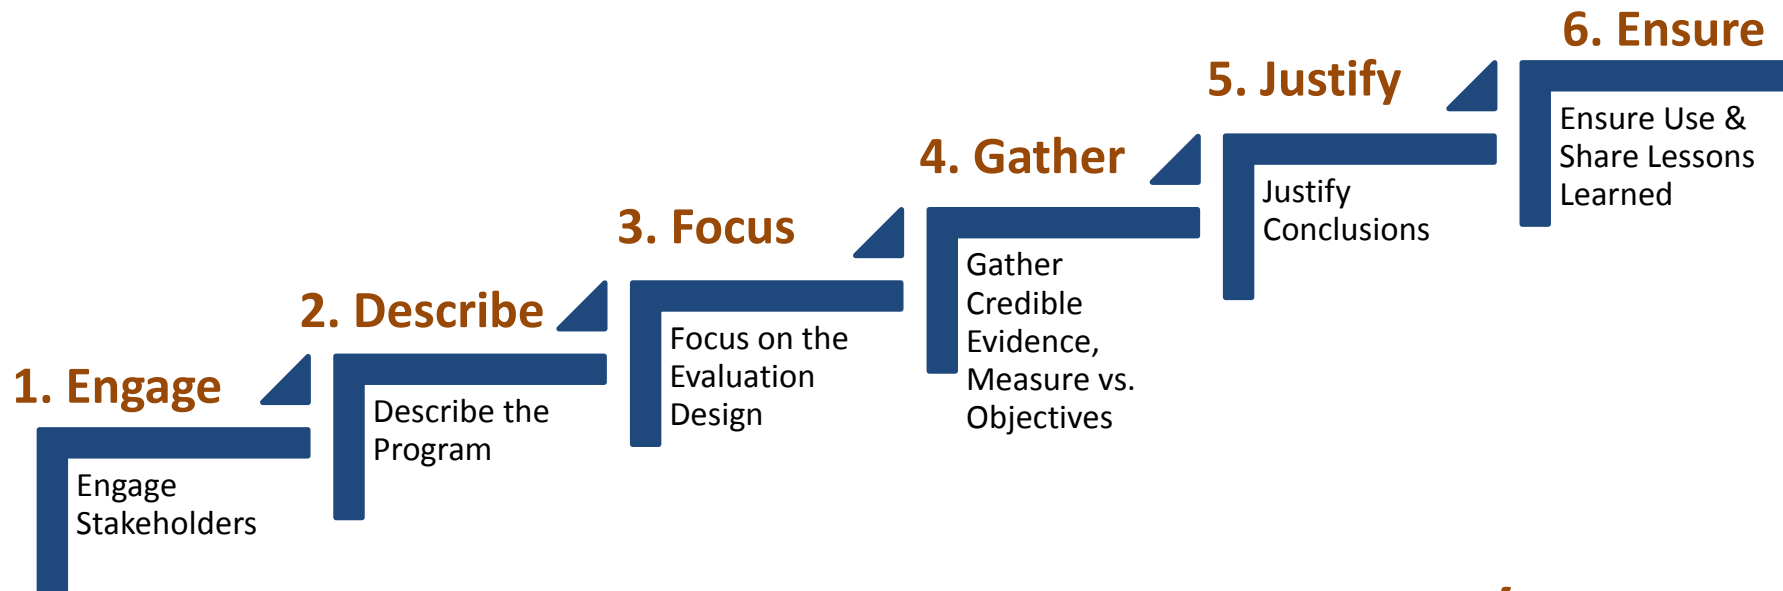 1. Engage
Engage
Stakeholders
2. Describe
Describe the
Program
3. Focus
Focus on the
Evaluation
Design
4. Gather
Gather
Credible
Evidence,
Measure vs.
Objectives
5. Justify
Justify
Conclusions
6. Ensure
Ensure Use &
Share Lessons
Learned